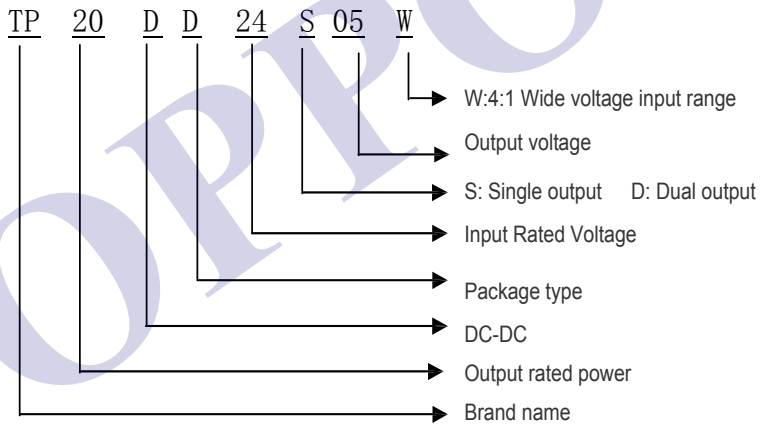 TP 20 D D 24 S 05 W
W:4:1 Wide voltage input range
Output voltage
S: Single output D: Dual output
Input Rated Voltage
Package type
DC-DC
Output rated power
Brand name
OPPO